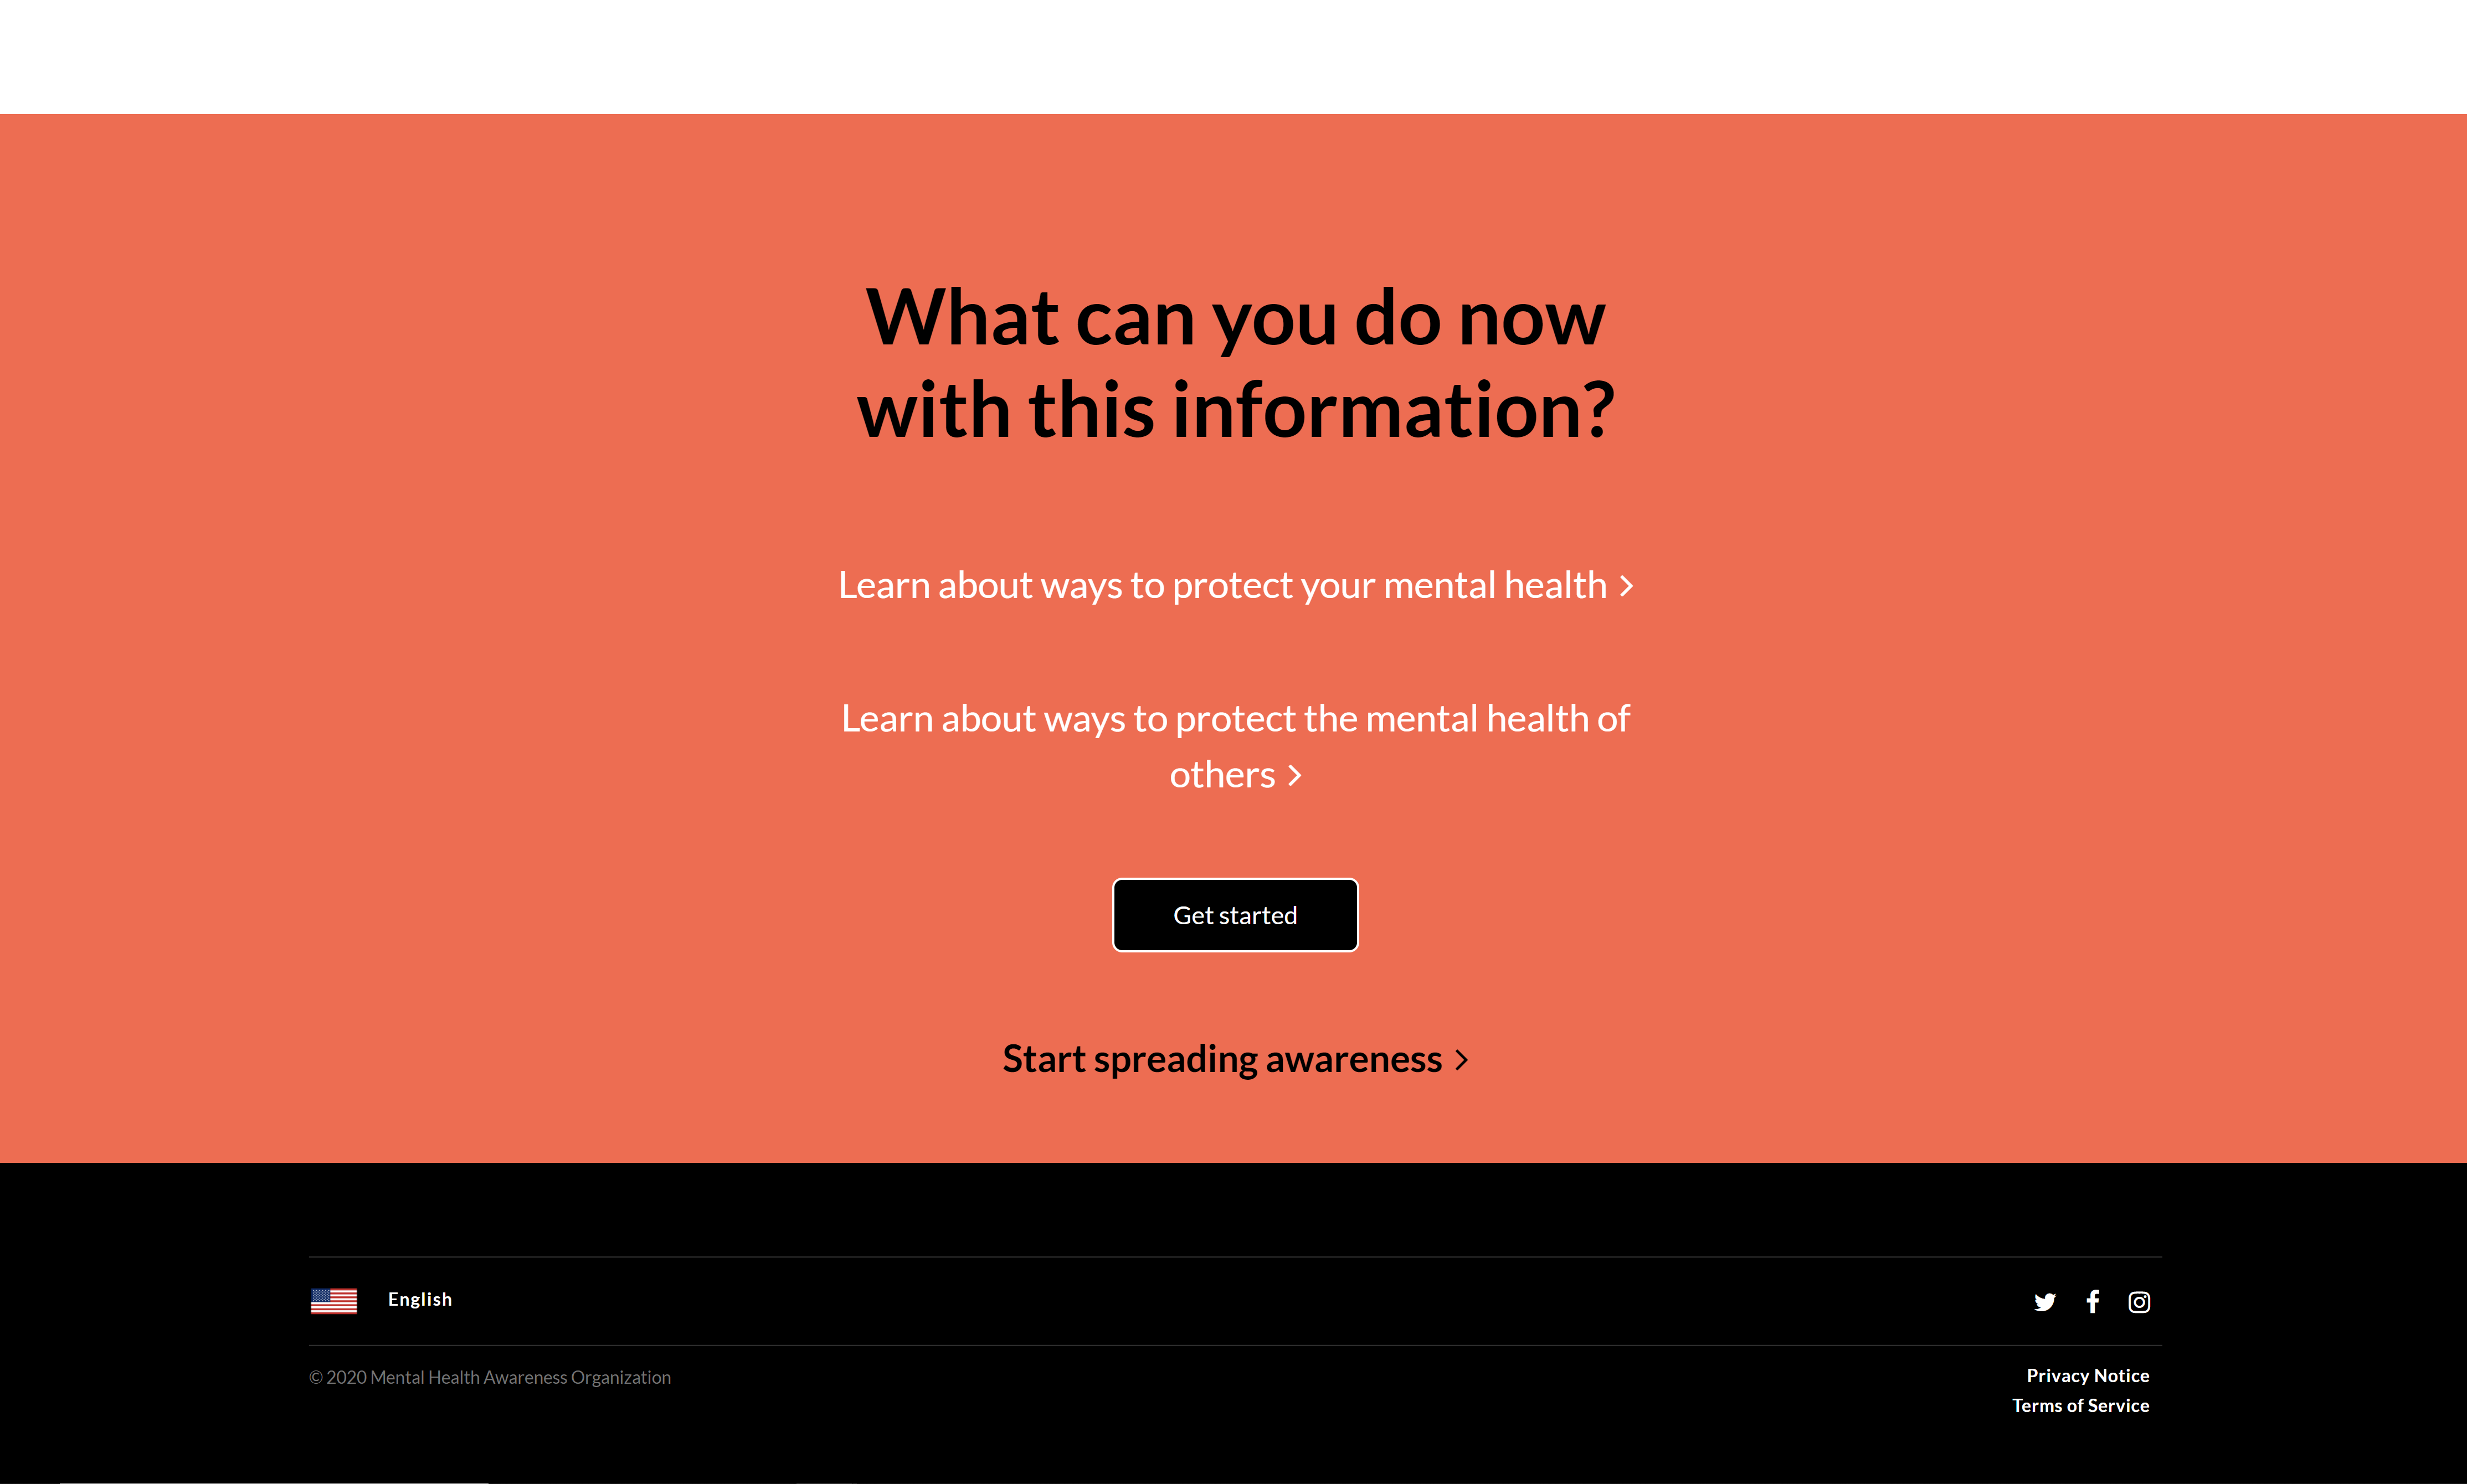 What can you do now
with this information?
Learn about ways to protect your mental health
Learn about ways to protect the mental health of
others
Get started
Start spreading awareness
English
© 2020 Mental Health Awareness Organization
Privacy Notice
Terms of Service